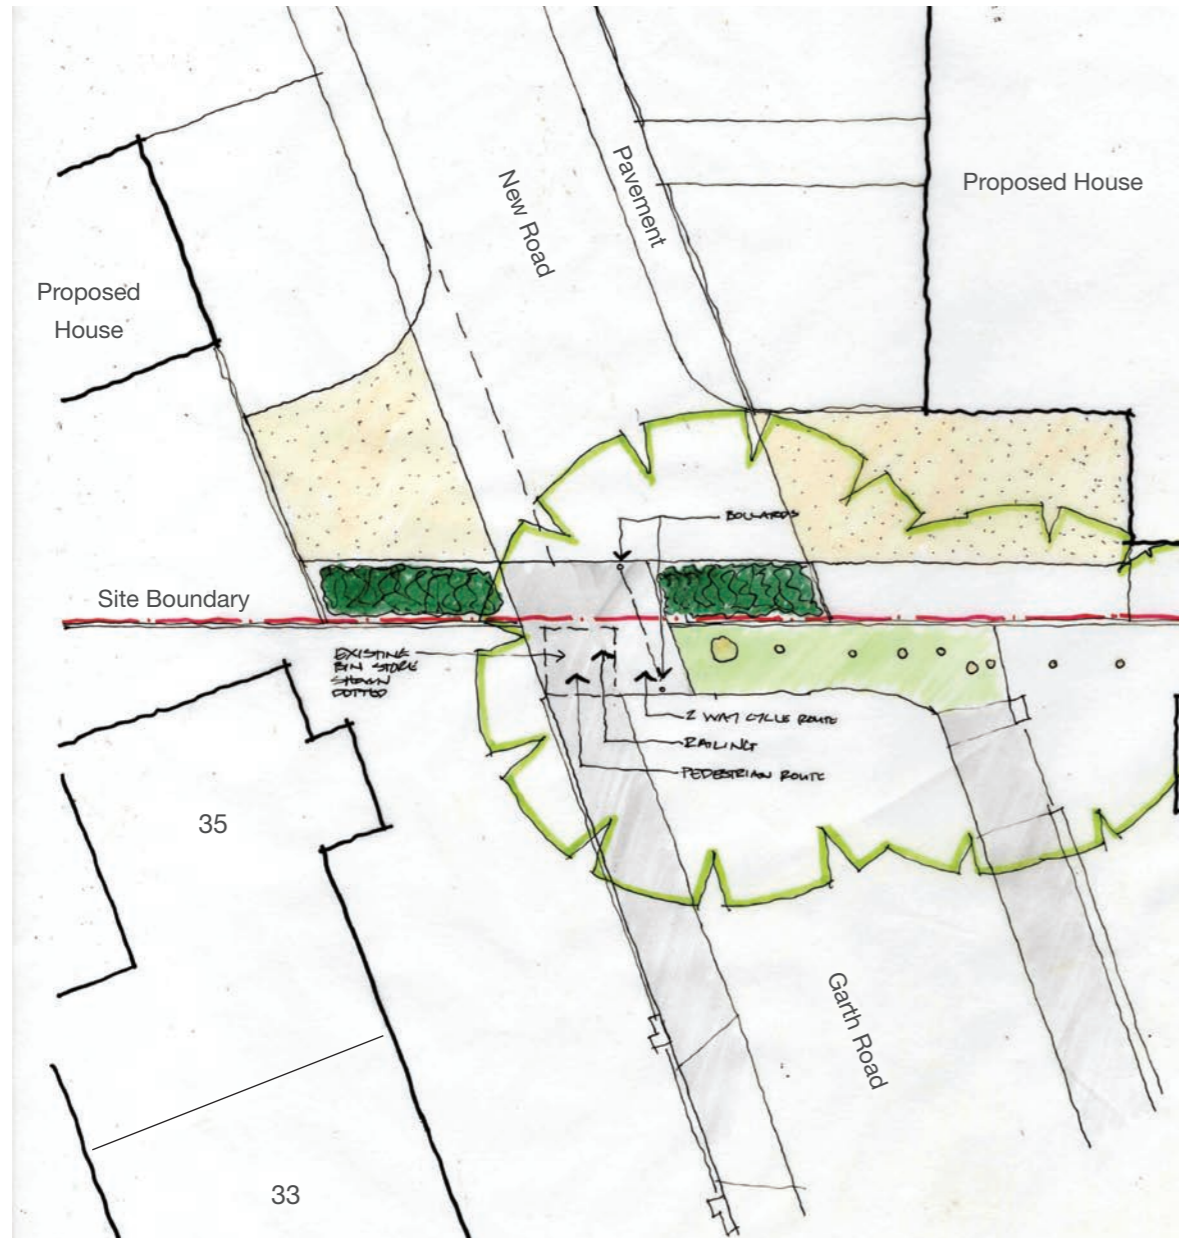 Pavement
New Road
Proposed House
Proposed
House
BOLLARDS
Site Boundary
EXISTING
BIN STORE
SHOWN
DOTTED
2 WAY CYCLE ROUTE
RAILING
PEDESTRIAN ROUTE
35
Garth Road
33